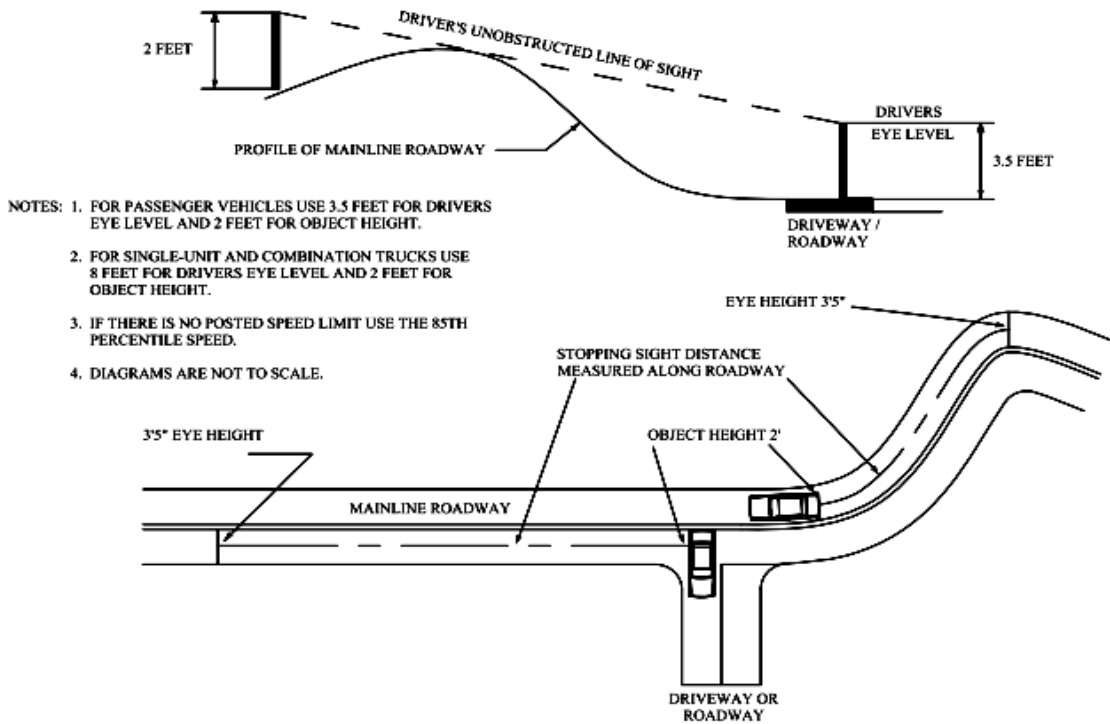 DRIVER'S UNOBSTRUCTED LINE OF SIGHT
2 FEET
DRIVERS
EYE LEVEL
3.5 FEET
PROFILE OF MAINLINE ROADWAY
DRIVEWAY /
ROADWAY
NOTES: 1. FOR PASSENGER VEHICLES USE 3.5 FEET FOR DRIVERS
EYE LEVEL AND 2 FEET FOR OBJECT HEIGHT.
2. FOR SINGLE-UNIT AND COMBINATION TRUCKS USE
8 FEET FOR DRIVERS EYE LEVEL AND 2 FEET FOR
OBJECT HEIGHT.
3. IF THERE IS NO POSTED SPEED LIMIT USE THE 85TH
PERCENTILE SPEED.
4. DIAGRAMS ARE NOT TO SCALE.
EYE HEIGHT 3'5"
STOPPING SIGHT DISTANCE
MEASURED ALONG ROADWAY
3'5" EYE HEIGHT
OBJECT HEIGHT 2'
MAINLINE ROADWAY
DRIVEWAY OR
ROADWAY